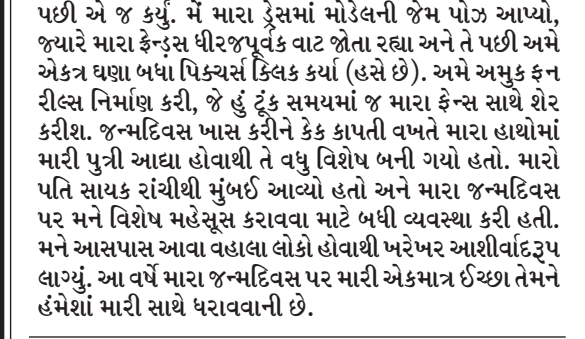 પછી એ જ કર્યું. મેં મારા ડ્રેસમાં મોડેલની જેમ પોઝ આપ્યો,
જ્યારે મારા ફ્રેન્ડસ ધીરજપૂર્વક વાટ જોતા રહ્યા અને તે પછી અમે
એકત્ર ઘણા બધા પિક્ચર્સ ક્લિક કર્યા (હસે છે). અમે અમુક ફન
રીલ્સ નિર્માણ કરી, જે હું ટૂંક સમયમાં જ મારા ફેન્સ સાથે શેર
કરીશ. જન્મદિવસ ખાસ કરીને કેક કાપતી વખતે મારા હાથોમાં
મારી પુત્રી આદ્યા હોવાથી તે વધુ વિશેષ બની ગયો હતો. મારો
પતિ સાયક રાંચીથી મુંબઈ આવ્યો હતો અને મારા જન્મદિવસ
પર મને વિશેષ મહેસૂસ કરાવવા માટે બધી વ્યવસ્થા કરી હતી.
મને આસપાસ આવા વહાલા લોકો હોવાથી ખરેખર આશીર્વાદરૂપ
લાગ્યું. આ વર્ષે મારા જન્મદિવસ પર મારી એકમાત્ર ઈચ્છા તેમને
હંમેશાં મારી સાથે ધરાવવાની છે.